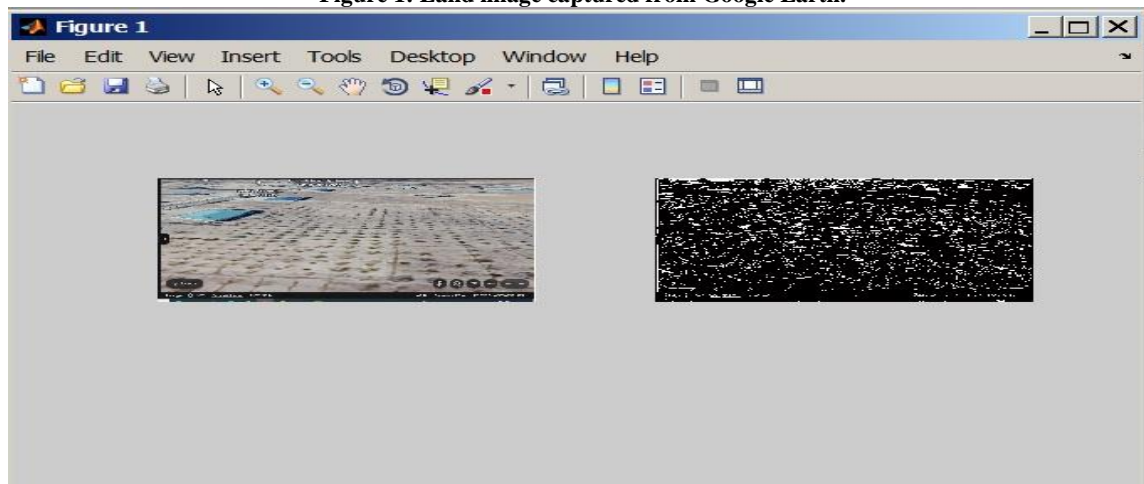 Figure 1: Land image captured from Google Earth.
Figure 1
File Edit View Insert Tools Desktop Window Help